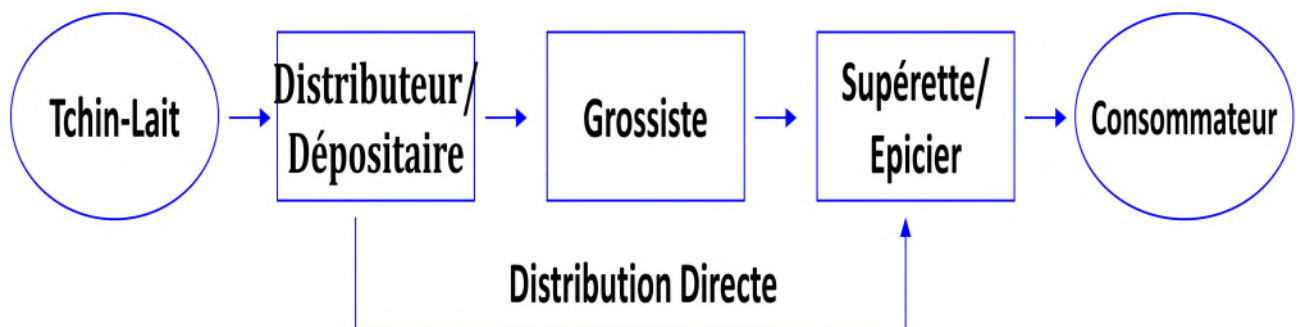 Tchin-Lait
Distributeur/
Dépositaire
Grossiste
Supérette/
Epicier
Consommateur
Distribution Directe